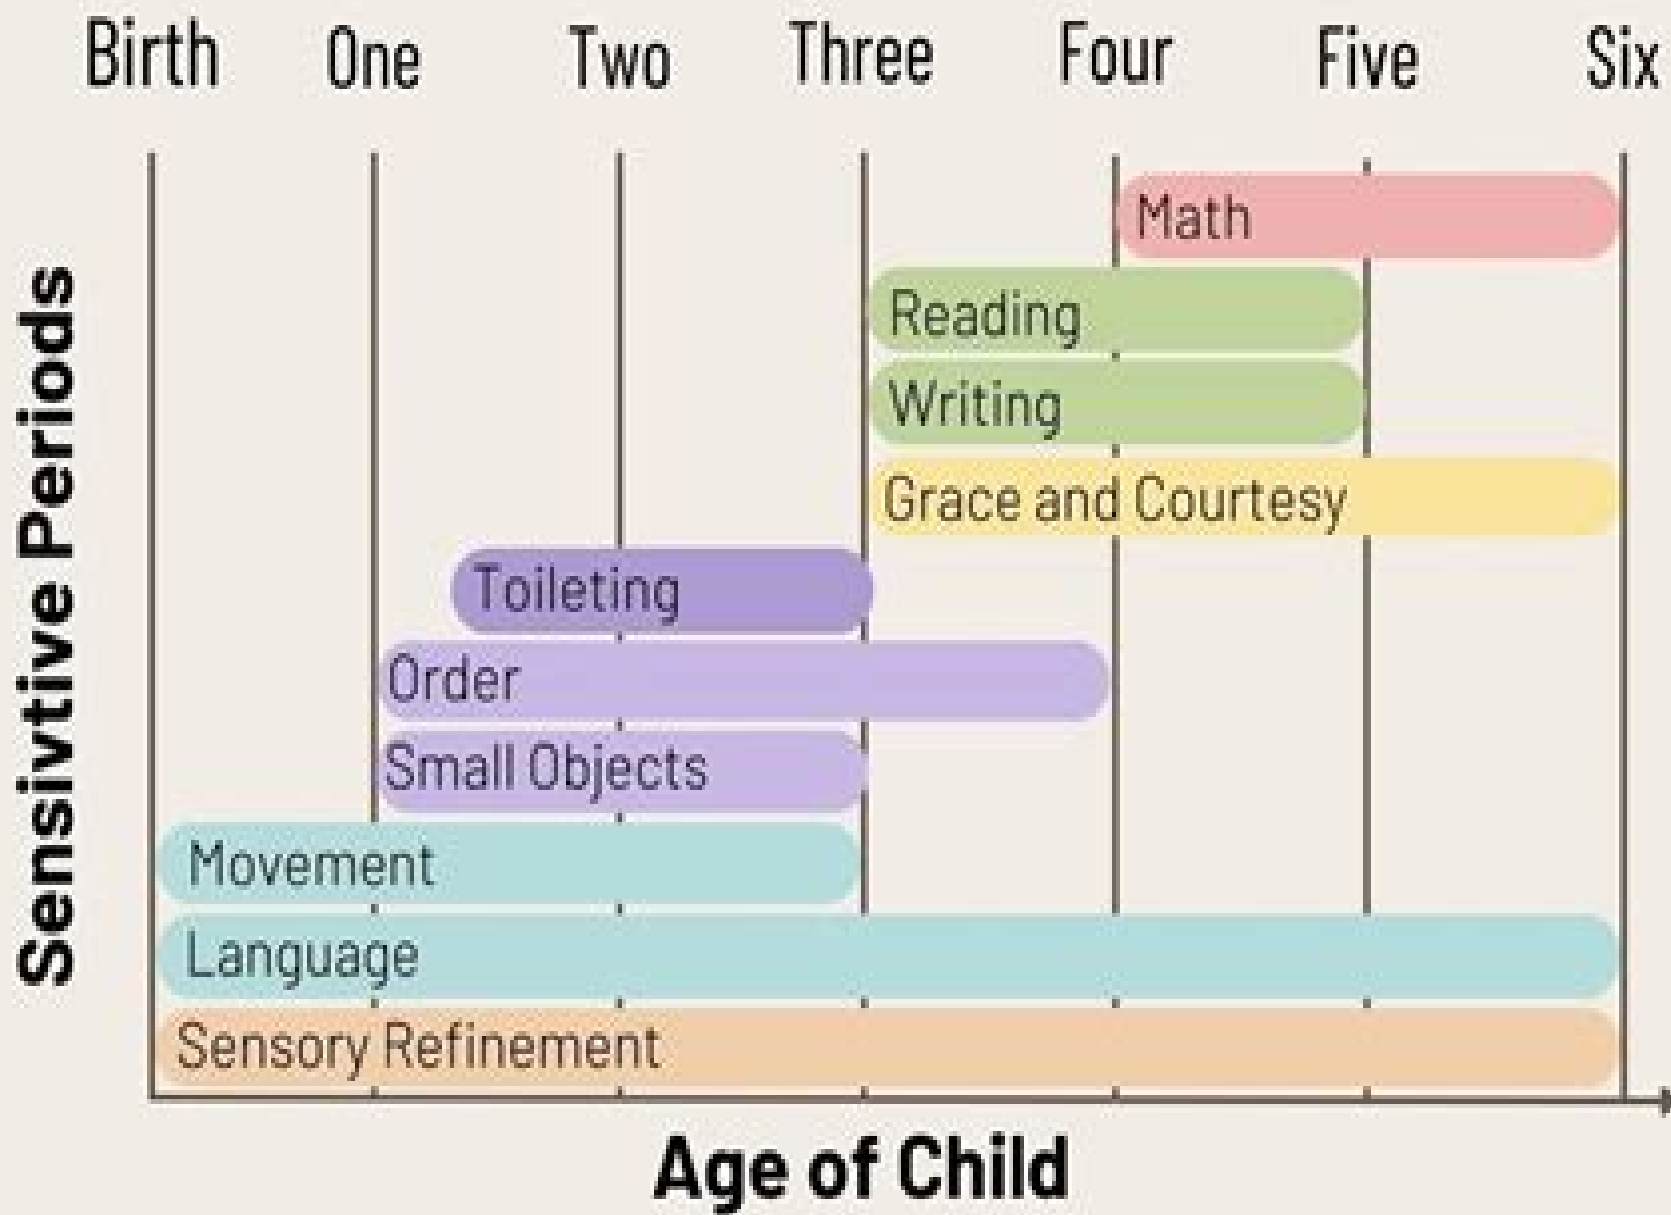 Birth One Two Three Four Five Six
Sensivtive Periods
Math
Reading
Writing
Grace and Courtesy
Toileting
Order
Small Objects
Movement
Language
Sensory Refinement
Age of Child